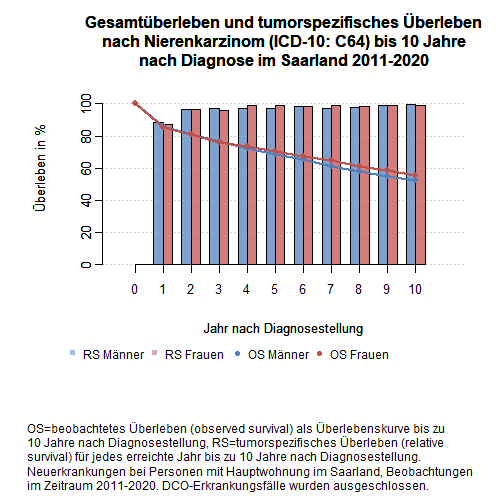 Gesamtüberleben und tumorspezifisches Überleben
nach Nierenkarzinom (ICD-10: C64) bis 10 Jahre
nach Diagnose im Saarland 2011-2020
Überleben in %
100
80
60
40
20
0
0 1 2 3 4 5 6 7 8 9 10
Jahr nach Diagnosestellung
RS Männer RS Frauen OS Männer OS Frauen
OS=beobachtetes Überleben (observed survival) als Überlebenskurve bis zu
10 Jahre nach Diagnosestellung, RS=tumorspezifisches Überleben (relative
survival) für jedes erreichte Jahr bis zu 10 Jahre nach Diagnosestellung.
Neuerkrankungen bei Personen mit Hauptwohnung im Saarland, Beobachtungen
im Zeitraum 2011-2020. DCO-Erkrankungsfälle wurden ausgeschlossen.